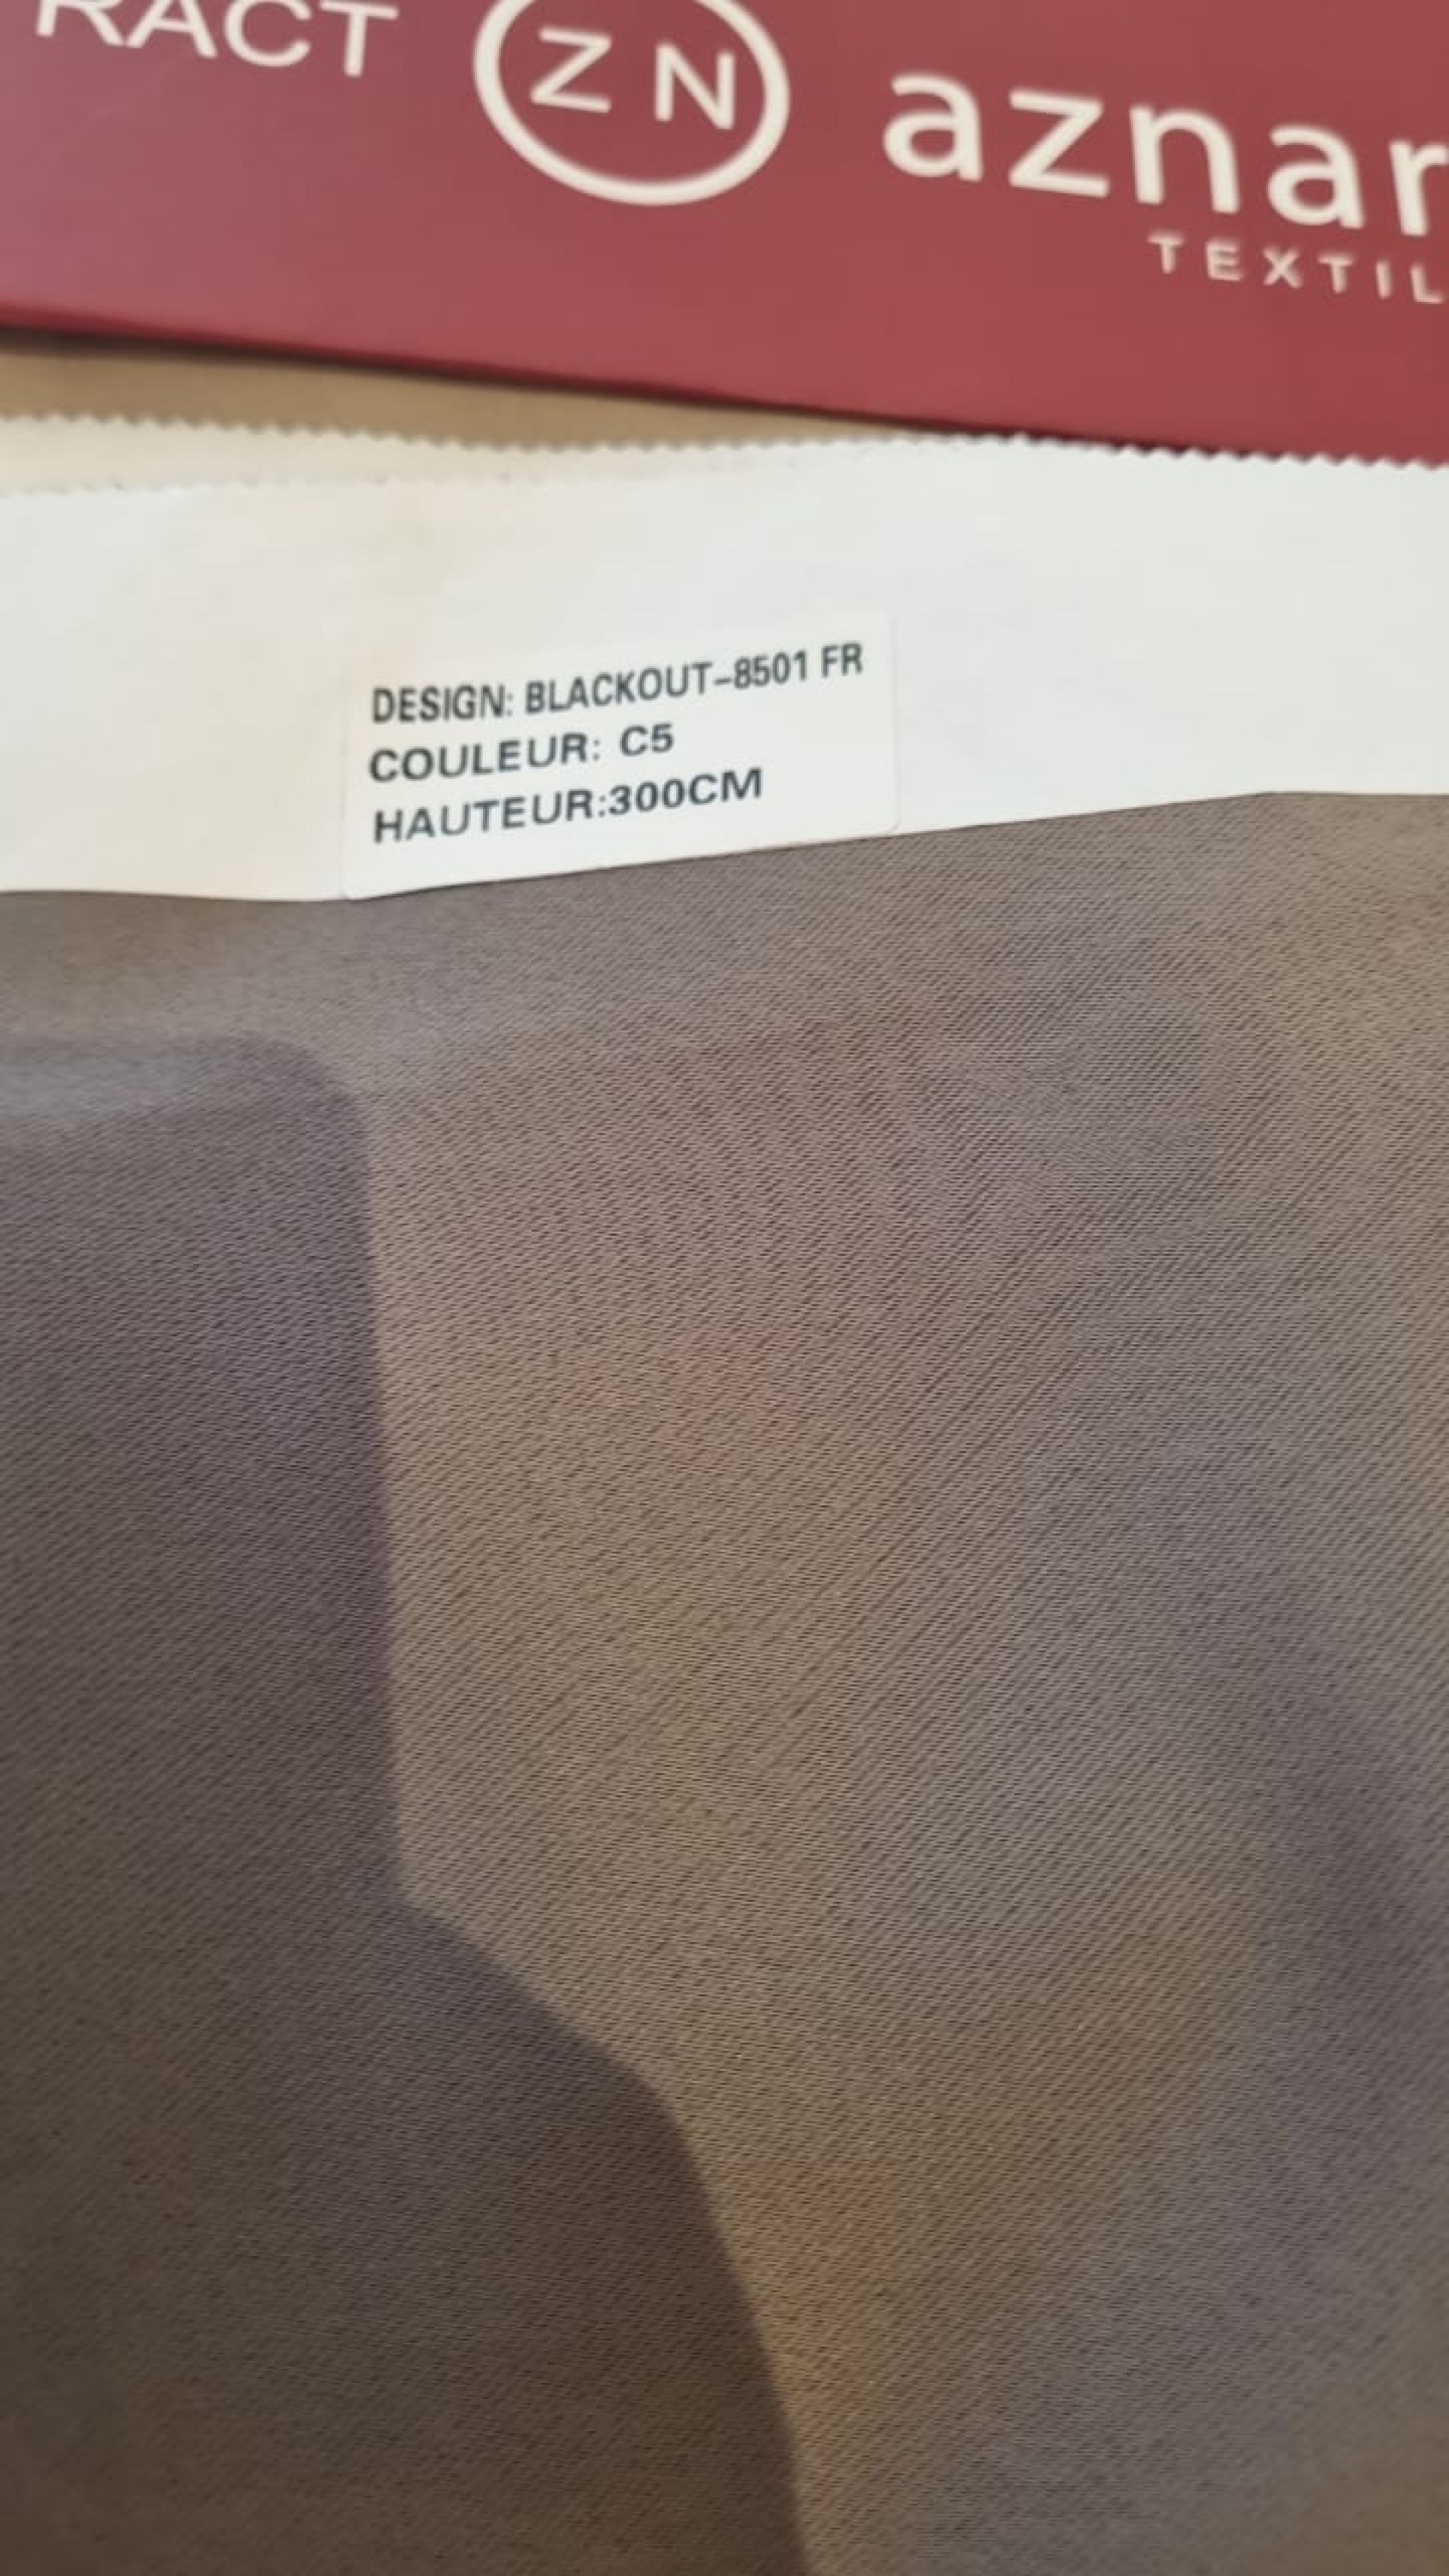 RACT ZN aznar
TEXTIL
DESIGN: BLACKOUT-8501 FR
COULEUR: C5
HAUTEUR:300CM